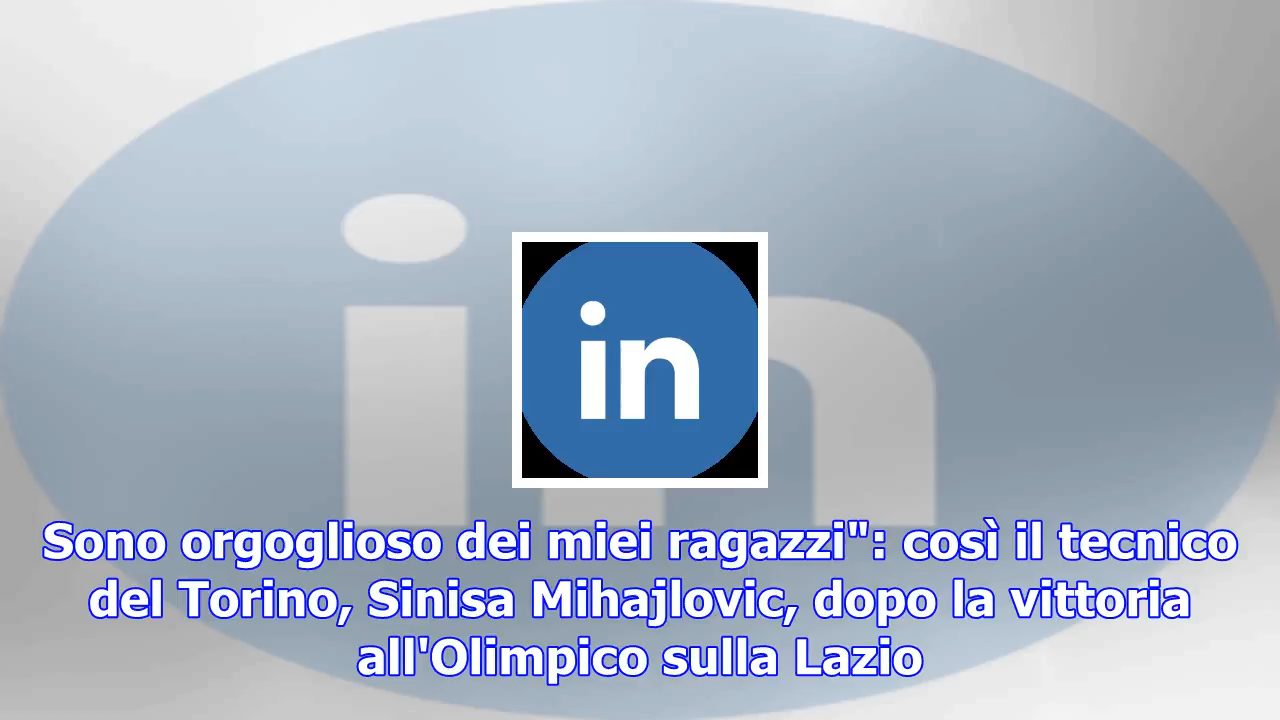 in
Sono orgoglioso dei miei ragazzi": così il tecnico
del Torino, Sinisa Mihajlovic, dopo la vittoria
all'Olimpico sulla Lazio